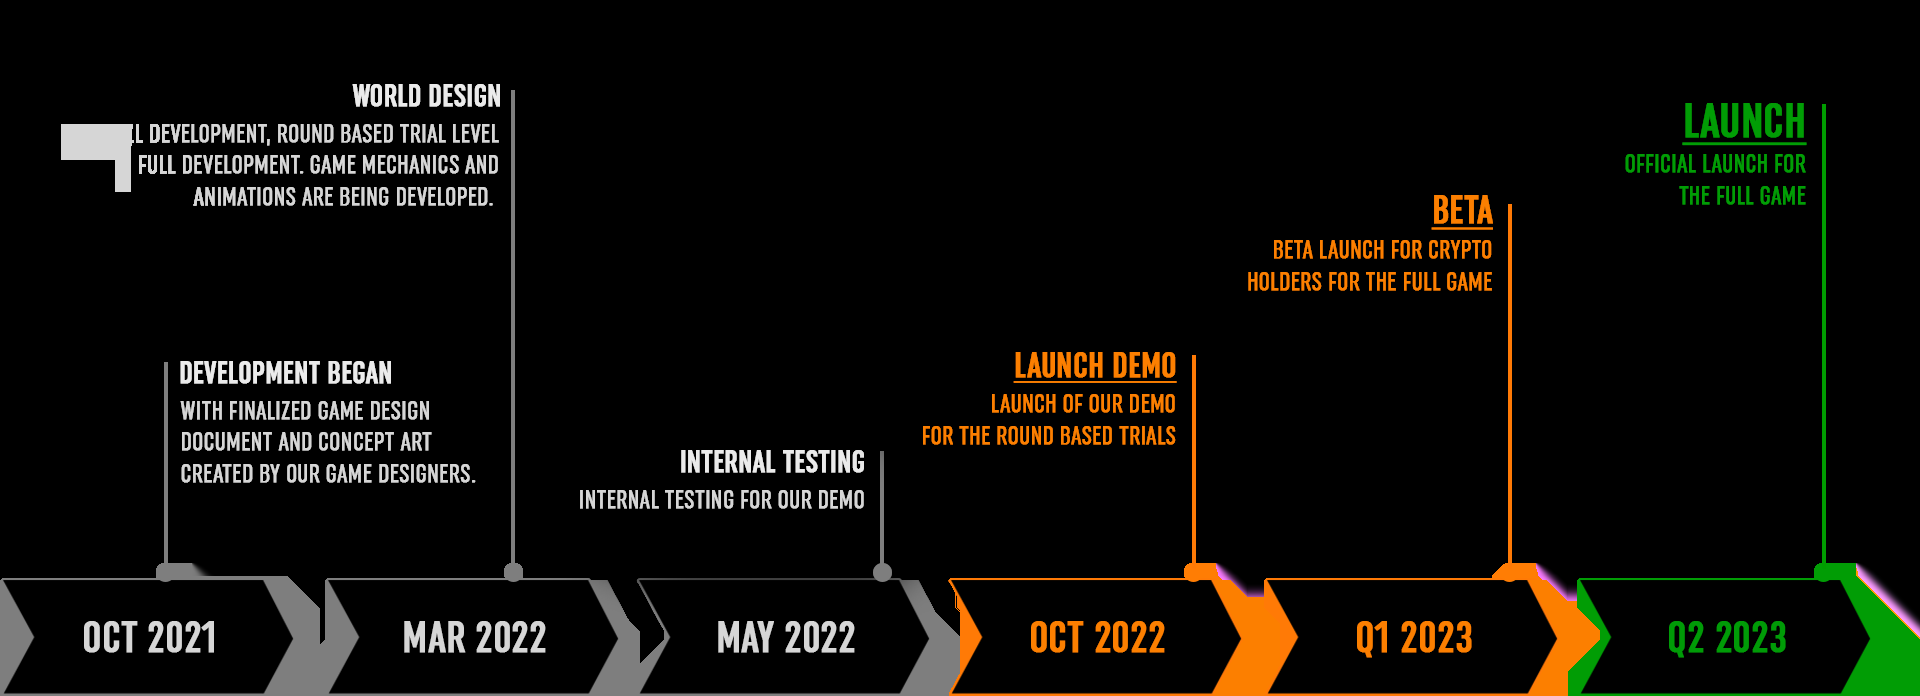 WORLD DESIGN
DEVELOPMENT, ROUND BASED TRIAL LEVEL
FULL DEVELOPMENT. GAME MECHANICS AND
ANIMATIONS ARE BEING DEVELOPED.
DEVELOPMENT BEGAN
WITH FINALIZED GAME DESIGN
DOCUMENT AND CONCEPT ART
CREATED BY OUR GAME DESIGNERS.
INTERNAL TESTING
INTERNAL TESTING FOR OUR DEMO
LAUNCH DEMO
LAUNCH OF OUR DEMO
FOR THE ROUND BASED TRIALS
BETA
BETA LAUNCH FOR CRYPTO
HOLDERS FOR THE FULL GAME
LAUNCH
OFFICIAL LAUNCH FOR
THE FULL GAME
OCT 2021
MAR 2022
MAY 2022
OCT 2022
Q1 2023
Q2 2023